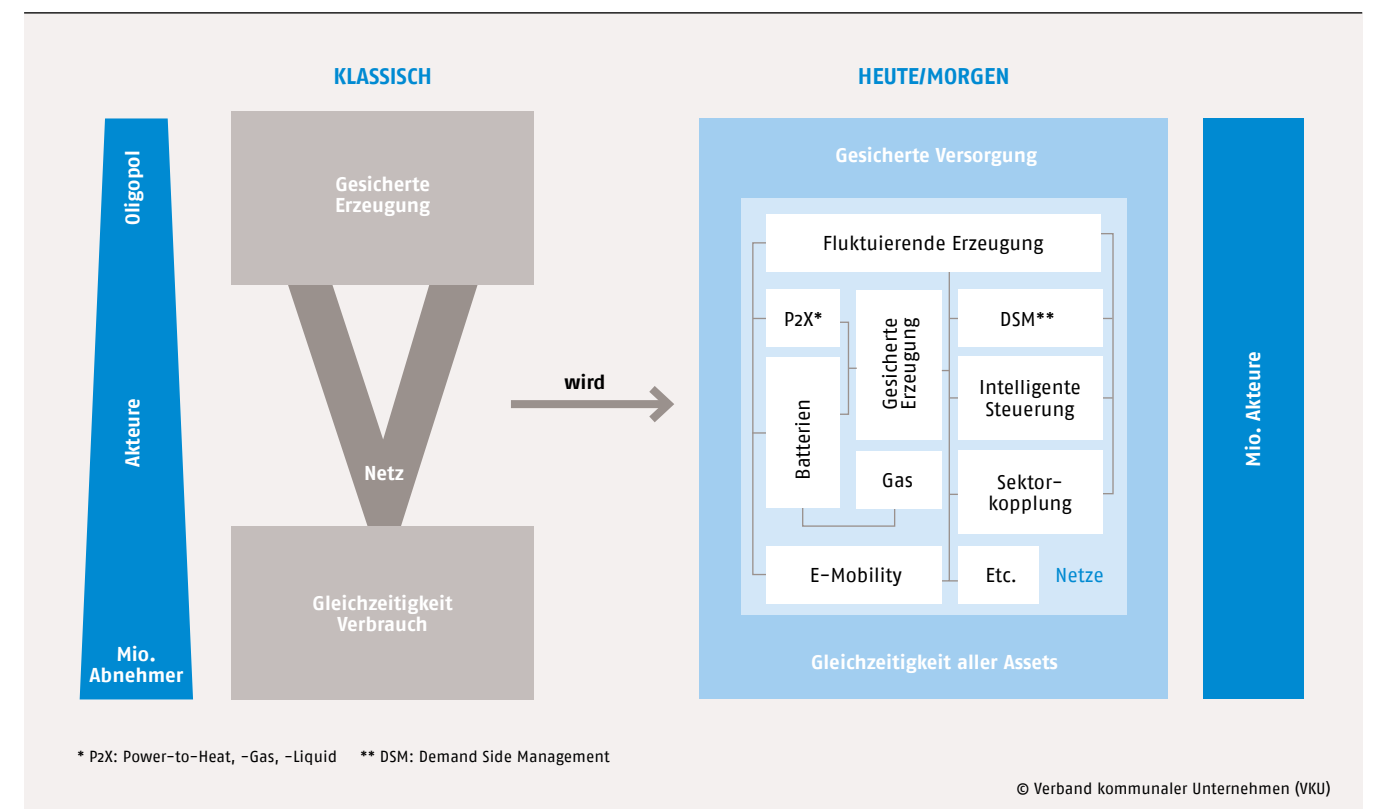 KLASSISCH
HEUTE/MORGEN
Oligopol
Akteure
Mio.
Abnehmer
Gesicherte
Erzeugung
Netz
Gleichzeitigkeit
Verbrauch
wird
Gesicherte Versorgung
Fluktuierende Erzeugung
P2X*
Gesicherte
Erzeugung
DSM**
Batterien
Intelligente
Steuerung
Gas
Sektor-
kopplung
E-Mobility
Etc.
Netze
Gleichzeitigkeit aller Assets
Mio. Akteure
* P2X: Power-to-Heat, -Gas, -Liquid ** DSM: Demand Side Management
© Verband kommunaler Unternehmen (VKU)